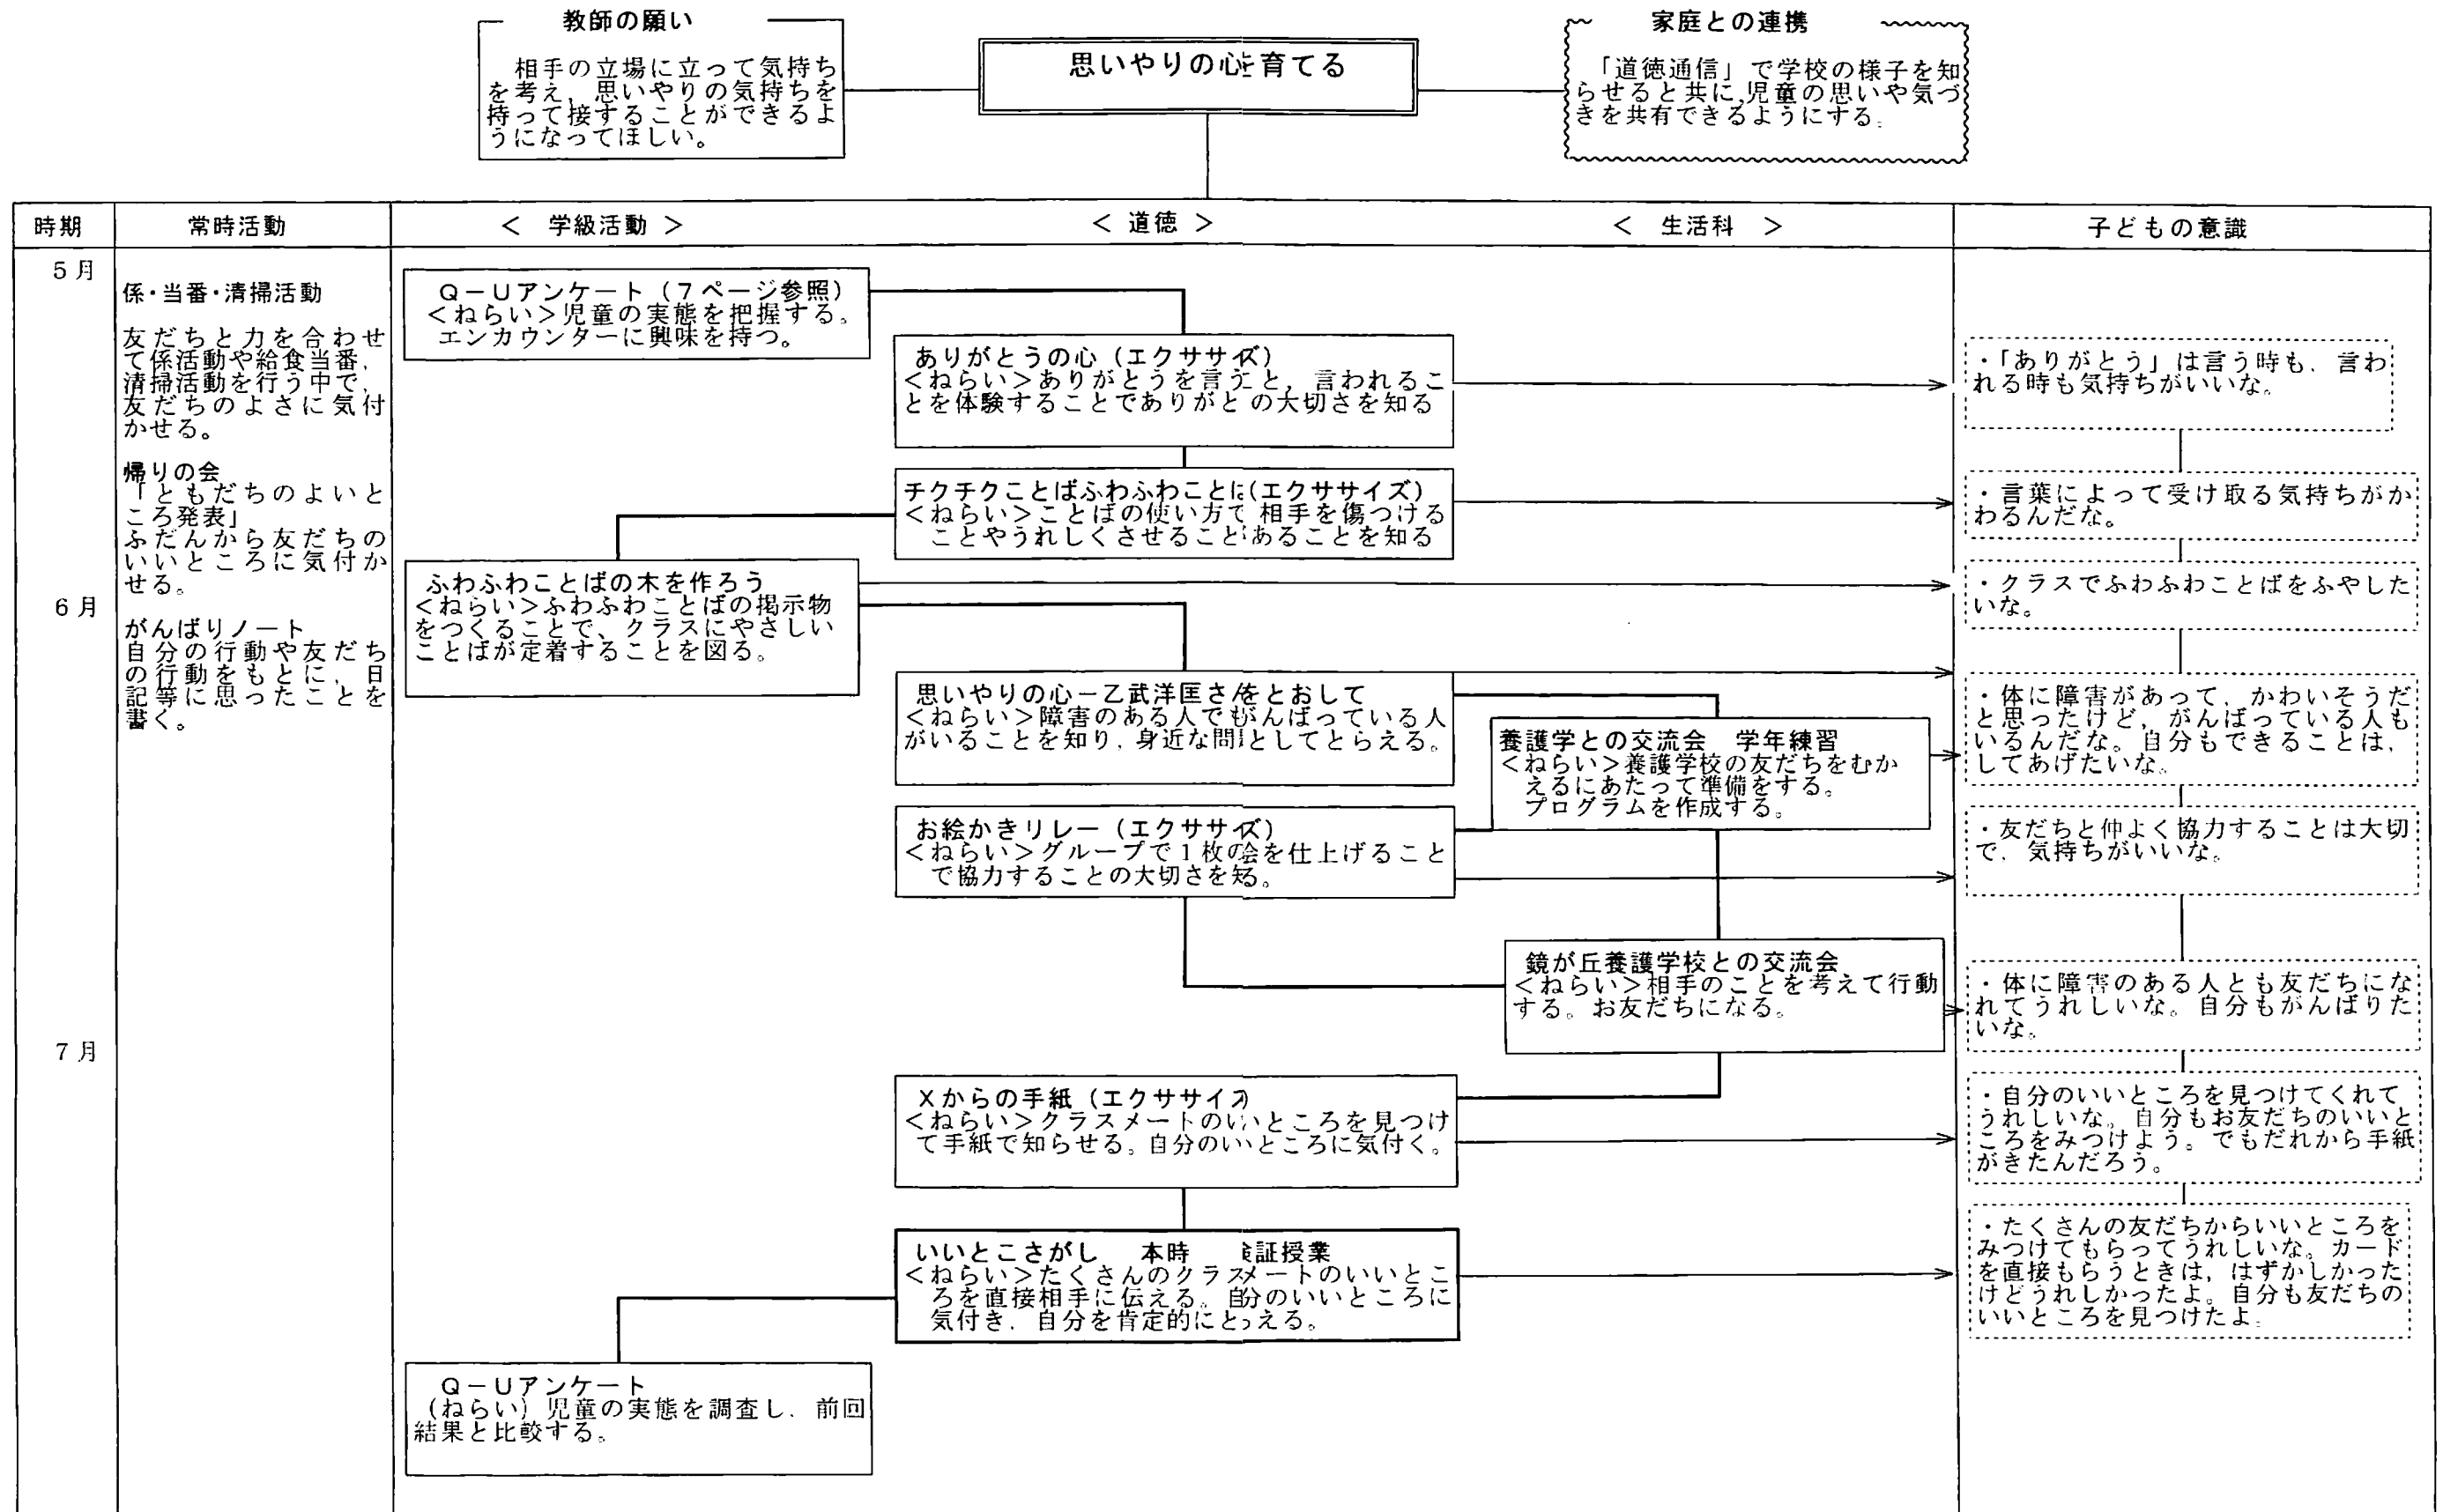 教師の願い
相手の立場に立って気持ち
を考え，思いやりの気持ちを
持って接することができるよ
うになってほしい。
思いやりの心を育てる
家庭との連携
「道徳通信」で学校の様子を知
らせると共に，児童の思いや気づ
きを共有できるようにする。
時期
常時活動
＜ 学級活動 ＞
＜ 道徳 ＞
＜ 生活科 ＞
子どもの意識
5月
6月
7月
係・当番・清掃活動
友だちと力を合わせ
て係活動や給食当番，
清掃活動を行う中で，
友だちのよさに気付
かせる。
帰りの会
「ともだちのよいと
ころ発表」
ふだんから友だちの
いいところに気付か
せる。
がんばりノート
自分の行動や友だち
の行動をもとに，日
記等に思ったことを
書く。
Q－Uアンケート（7ページ参照）
＜ねらい＞児童の実態を把握する。
エンカウンターに興味を持つ。
ありがとうの心（エクササイズ）
＜ねらい＞ありがとうを言うと，言われるこ
とを体験することでありがとの大切さを知る
チクチクことばふわふわことば(エクササイズ)
＜ねらい＞ことばの使い方で相手を傷つける
ことやうれしくさせることがあることを知る
ふわふわことばの木を作ろう
＜ねらい＞ふわふわことばの掲示物
をつくることで、クラスにやさしい
ことばが定着することを図る。
思いやりの心－乙武洋匡さをとおして
＜ねらい＞障害のある人でもがんばっている人
がいることを知り，身近な問としてとらえる。
養護学との交流会　学年練習
＜ねらい＞養護学校の友だちをむか
えるにあたって準備をする。
プログラムを作成する。
お絵かきリレー（エクササイズ）
＜ねらい＞グループで1枚の絵を仕上げること
で協力することの大切さを知る。
鏡が丘養護学校との交流会
＜ねらい＞相手のことを考えて行動
する。お友だちになる。
Xからの手紙（エクササイズ）
＜ねらい＞クラスメートのいいところを見つけ
て手紙で知らせる。自分のいいところに気付く。
いいとこさがし　本時　検証授業
＜ねらい＞たくさんのクラスメートのいいとこ
ろを直接相手に伝える。自分のいいところに
気付き，自分を肯定的にとらえる。
Q－Uアンケート
（ねらい）児童の実態を調査し，前回
結果と比較する。
・「ありがとう」は言う時も，言わ
れる時も気持ちがいいな。
・言葉によって受け取る気持ちがか
わるんだな。
・クラスでふわふわことばをふやした
いな。
・体に障害があって，かわいそうだ
と思ったけど，がんばっている人も
いるんだな。自分もできることは，
してあげたいな。
・友だちと仲よく協力することは大切
で，気持ちがいいな。
・体に障害のある人とも友だちにな
れてうれしいな。自分もがんばりた
いな。
・自分のいいところを見つけてくれて
うれしいな。自分もお友だちのいいと
ころをみつけよう。でもだれから手紙
がきたんだろう。
・たくさんの友だちからいいところを
みつけてもらってうれしいな。カード
を直接もらうときは，はずかしかった
けどうれしかったよ。自分も友だちの
いいところを見つけたよ。